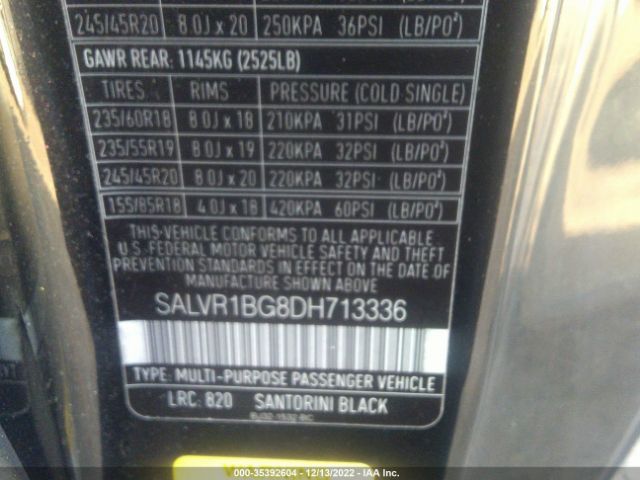 245/45R20 8.0J x 20 250KPA 36PSI (LB/PO²)
GAWR REAR: 1145KG (2525LB)
TIRES RIMS PRESSURE (COLD SINGLE)
235/60R18 8.0J x 18 210KPA 31PSI (LB/PO²)
235/55R19 8.0J x 19 220KPA 32PSI (LB/PO²)
245/45R20 8.0J x 20 220KPA 32PSI (LB/PO²)
155/85R18 4.0J x 18 420KPA 60PSI (LB/PO²)
THIS VEHICLE CONFORMS TO ALL APPLICABLE
U.S. FEDERAL MOTOR VEHICLE SAFETY AND THEFT
PREVENTION STANDARDS IN EFFECT ON THE DATE OF
MANUFACTURE SHOWN ABOVE
SALVR1BG8DH713336
TYPE: MULTI-PURPOSE PASSENGER VEHICLE
LRC: 820 SANTORINI BLACK
000-35392604 - 12/13/2022 - IAA Inc.